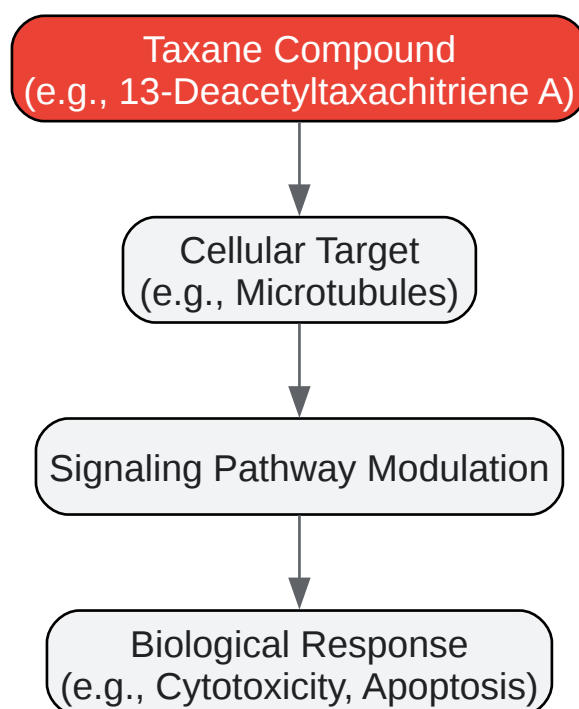 Taxane Compound
(e.g., 13-Deacetyltaxachitriene A)
Cellular Target
(e.g., Microtubules)
Signaling Pathway Modulation
Biological Response
(e.g., Cytotoxicity, Apoptosis)